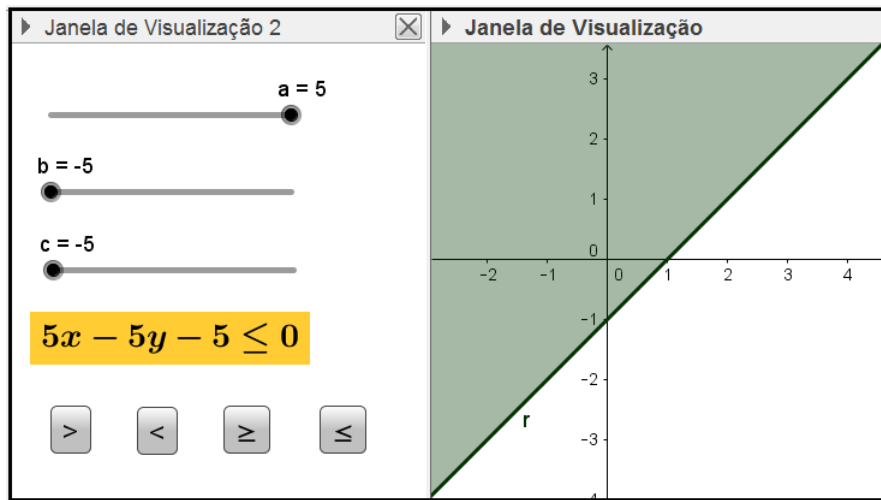 Janela de Visualização 2
a = 5
b = -5
c = -5
5x − 5y − 5 ≤ 0
> < ≥ ≤
Janela de Visualização
3
2
1
0
-2 -1 0 1 2 3 4
-1
-2
r
-3
-4